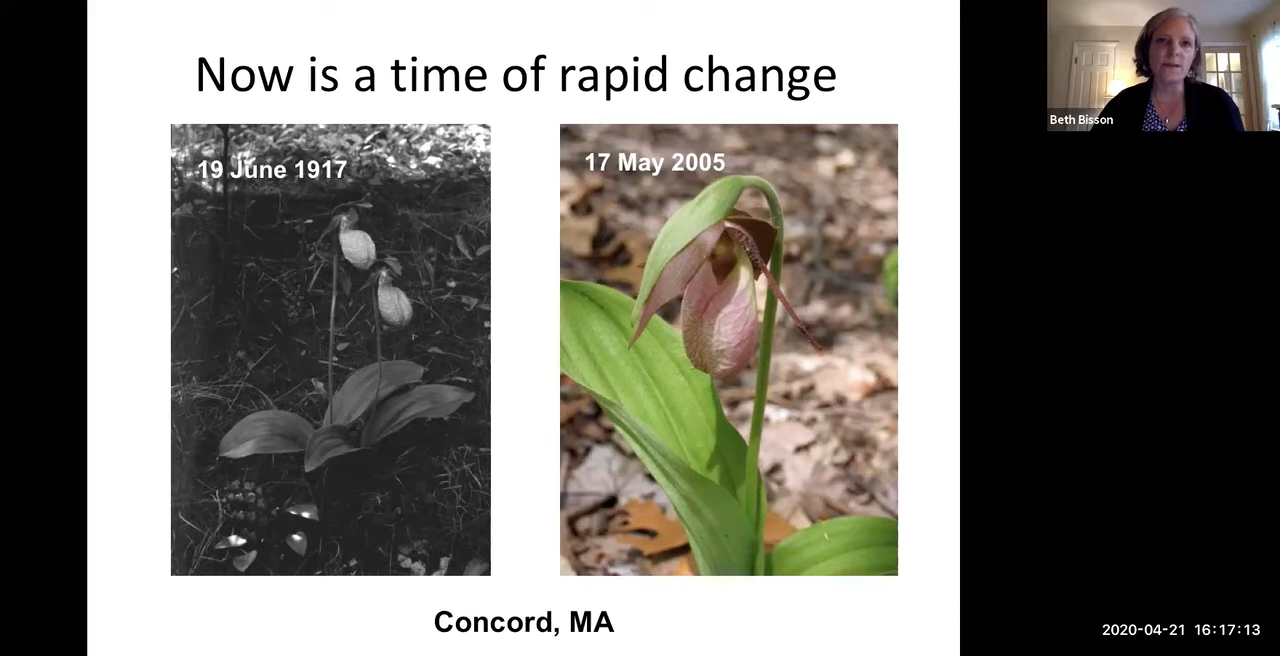 Now is a time of rapid change
19 June 1917
17 May 2005
Concord, MA
Beth Bisson
2020-04-21 16:17:13